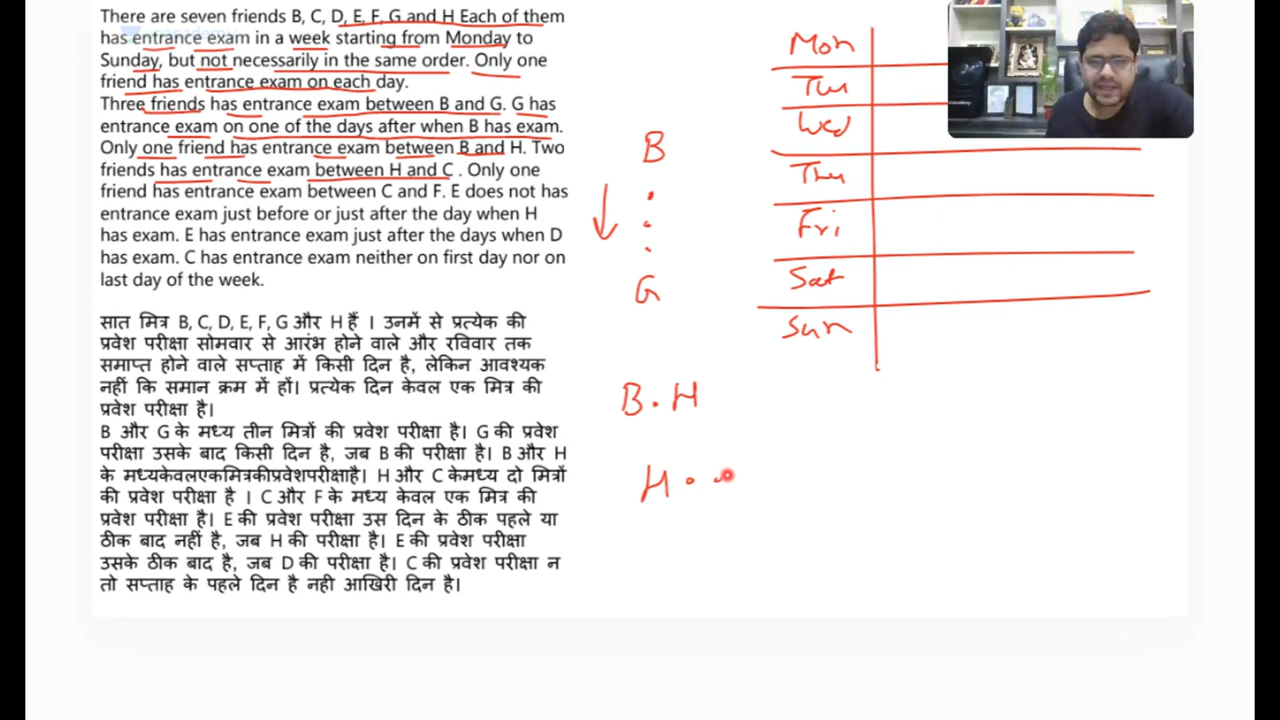 There are seven friends B, C, D, E, F, G and H Each of them
has entrance exam in a week starting from Monday to
Sunday, but not necessarily in the same order. Only one
friend has entrance exam on each day.
Three friends has entrance exam between B and G. G has
entrance exam on one of the days after when B has exam.
Only one friend has entrance exam between B and H. Two
friends has entrance exam between H and C . Only one
friend has entrance exam between C and F. E does not has
entrance exam just before or just after the day when H
has exam. E has entrance exam just after the days when D
has exam. C has entrance exam neither on first day nor on
last day of the week.
सात मित्र B, C, D, E, F, G और H हैं । उनमें से प्रत्येक की
प्रवेश परीक्षा सोमवार से आरंभ होने वाले और रविवार तक
समाप्त होने वाले सप्ताह में किसी दिन है, लेकिन आवश्यक
नहीं कि समान क्रम में हों। प्रत्येक दिन केवल एक मित्र की
प्रवेश परीक्षा है।
B और G के मध्य तीन मित्रों की प्रवेश परीक्षा है। G की प्रवेश
परीक्षा उसके बाद किसी दिन है, जब B की परीक्षा है। B और H
के मध्यकेवलएकमित्रकीप्रवेशपरीक्षाहै। H और C केमध्य दो मित्रों
की प्रवेश परीक्षा है । C और F के मध्य केवल एक मित्र की
प्रवेश परीक्षा है। E की प्रवेश परीक्षा उस दिन के ठीक पहले या
ठीक बाद नहीं है, जब H की परीक्षा है। E की प्रवेश परीक्षा
उसके ठीक बाद है, जब D की परीक्षा है। C की प्रवेश परीक्षा न
तो सप्ताह के पहले दिन है नही आखिरी दिन है।
B
G
B . H
H . .
Mon
Tu
Wed
Thu
Fri
Sat
Sun